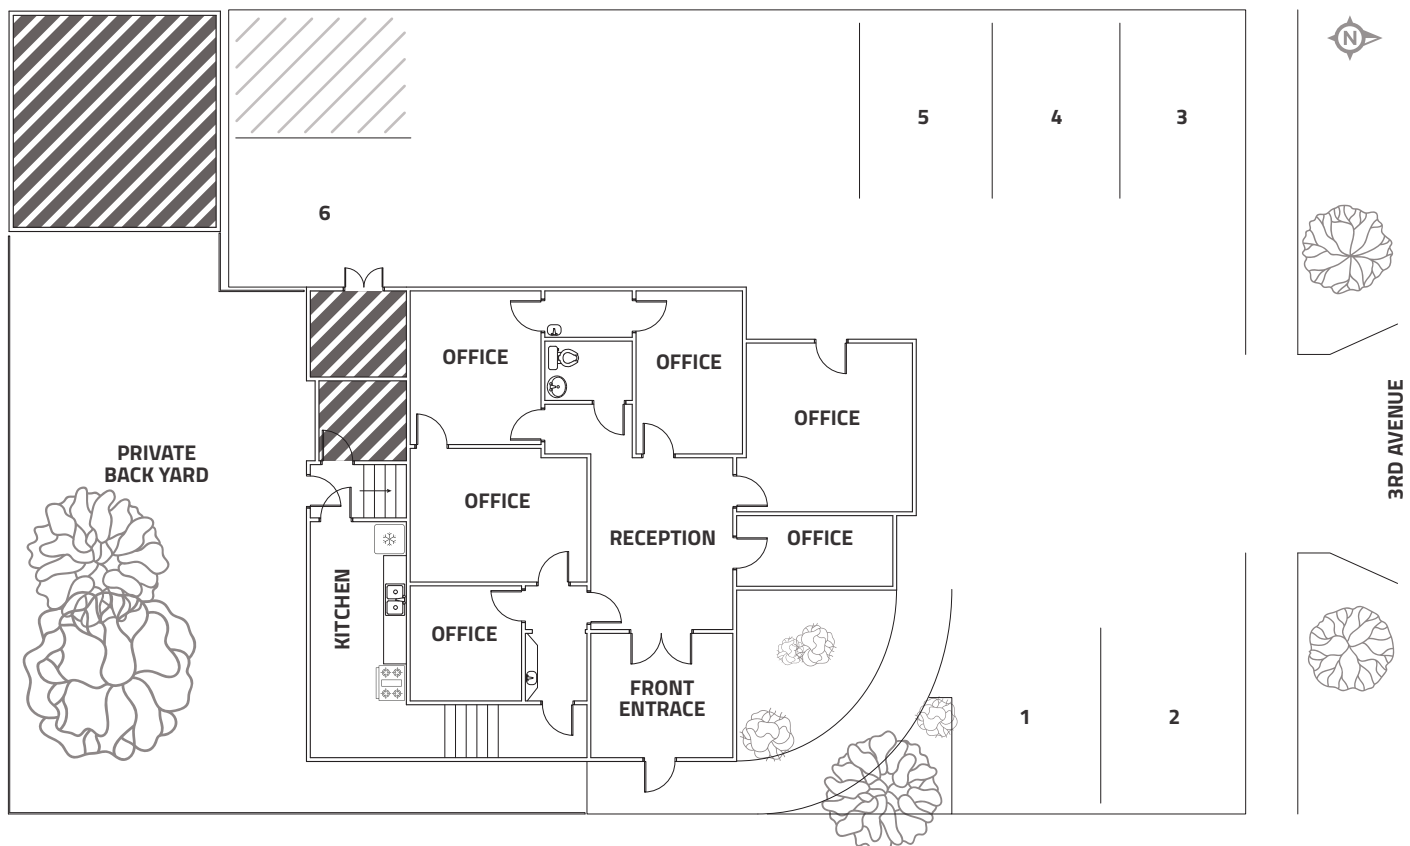 N
5
4
3
6
OFFICE
OFFICE
OFFICE
3RD AVENUE
PRIVATE
BACK YARD
OFFICE
RECEPTION
OFFICE
KITCHEN
OFFICE
FRONT
ENTRACE
1
2